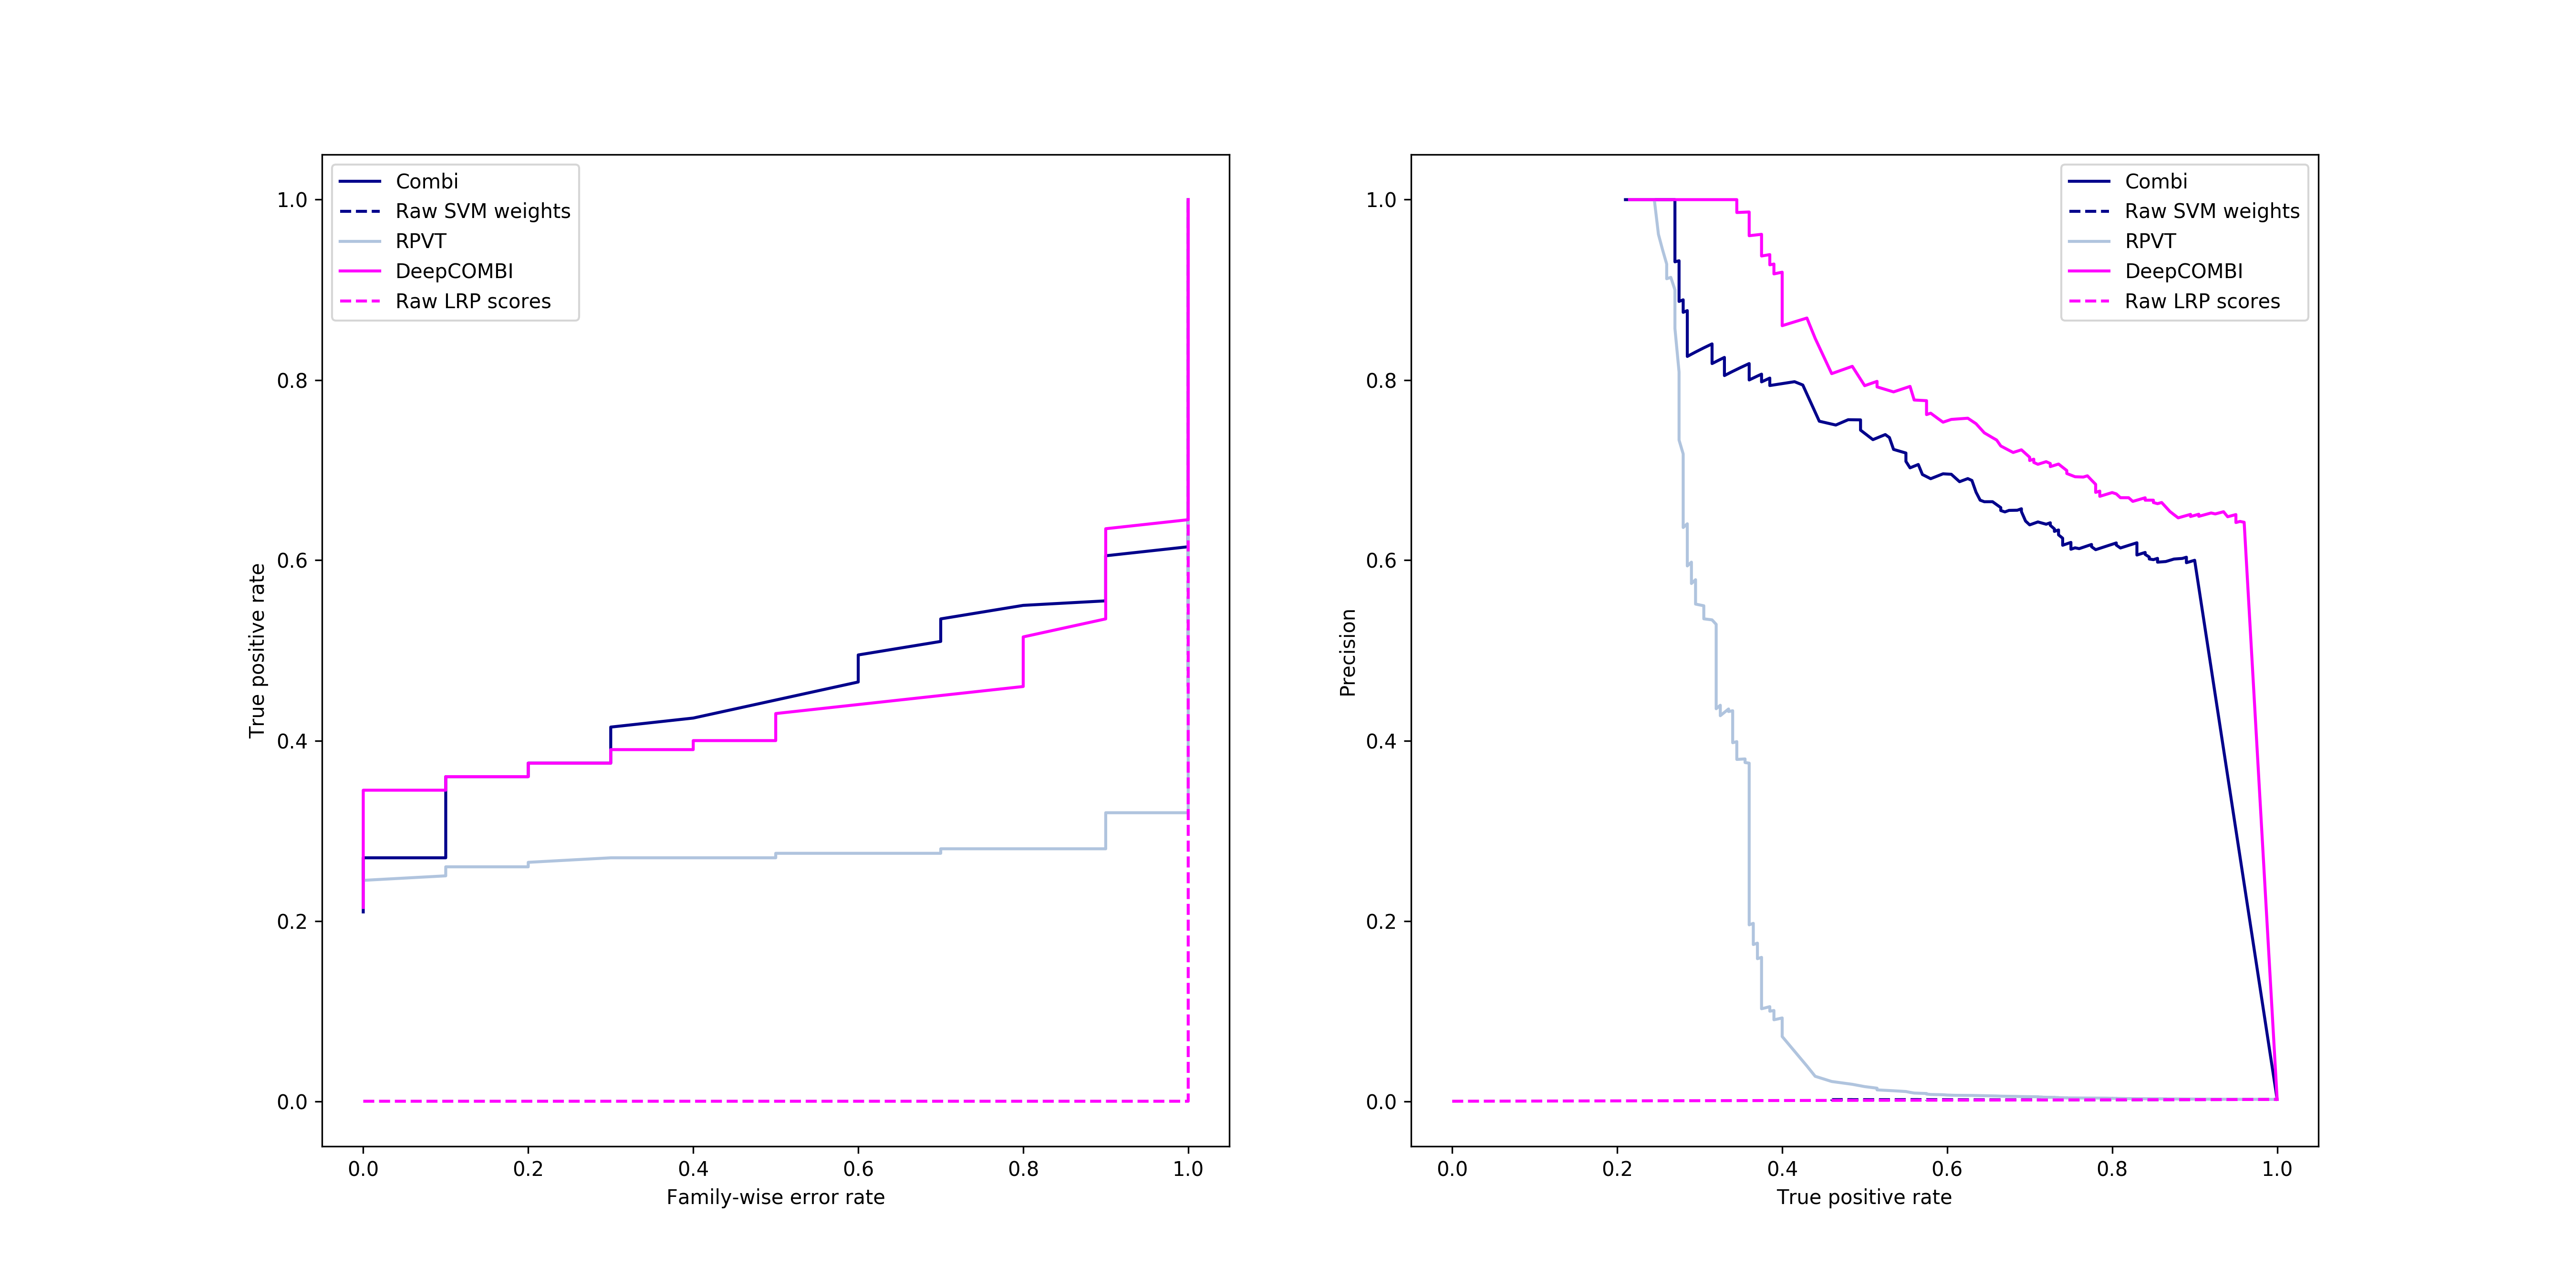 Combi
Raw SVM weights
RPVT
DeepCOMBI
Raw LRP scores
1.0
0.8
0.6
0.4
0.2
0.0
True positive rate
0.0 0.2 0.4 0.6 0.8 1.0
Family-wise error rate
Combi
Raw SVM weights
RPVT
DeepCOMBI
Raw LRP scores
1.0
0.8
0.6
0.4
0.2
0.0
Precision
0.0 0.2 0.4 0.6 0.8 1.0
True positive rate